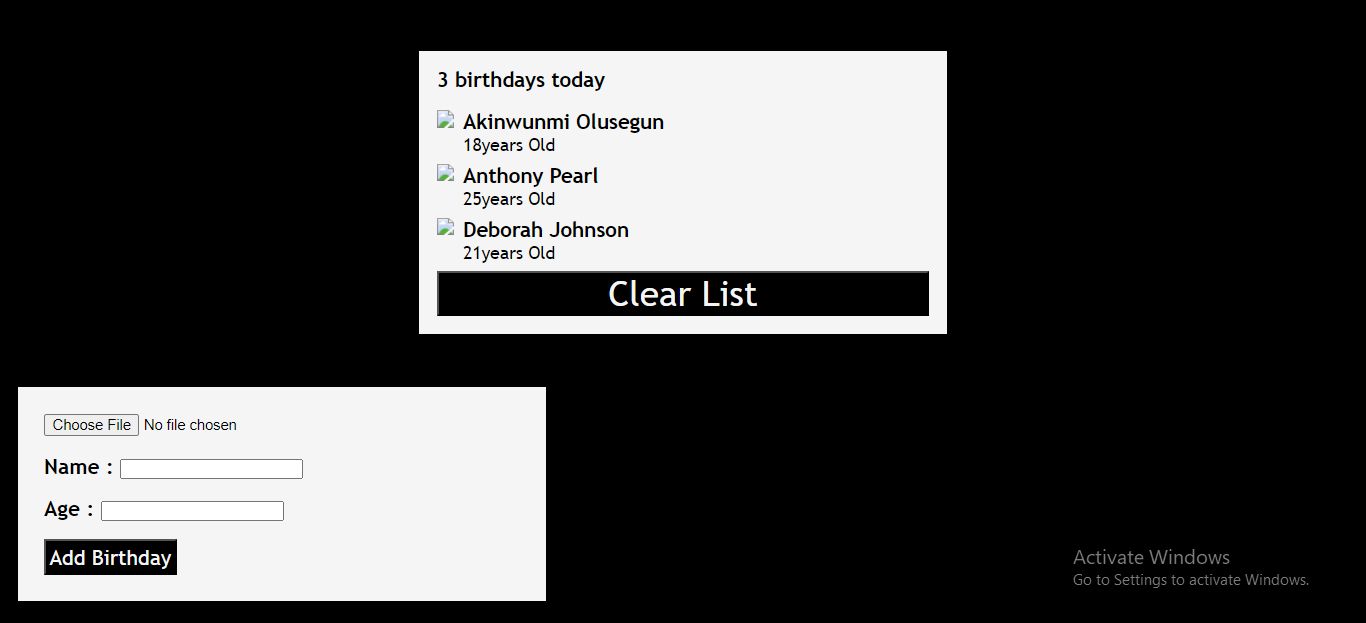 3 birthdays today
Akinwunmi Olusegun
18years Old
Anthony Pearl
25years Old
Deborah Johnson
21years Old
Clear List
Choose File No file chosen
Name :
Age :
Add Birthday
Activate Windows
Go to Settings to activate Windows.